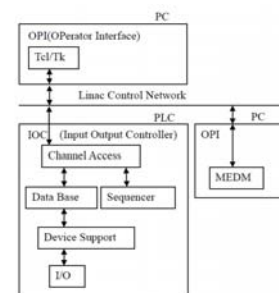 PC
OPI(OPerator Interface)
Tcl/Tk
Linac Control Network
PLC
PC
IOC (Input Output Controller)
OPI
Channel Access
MEDM
Data Base
Sequencer
Device Support
I/O